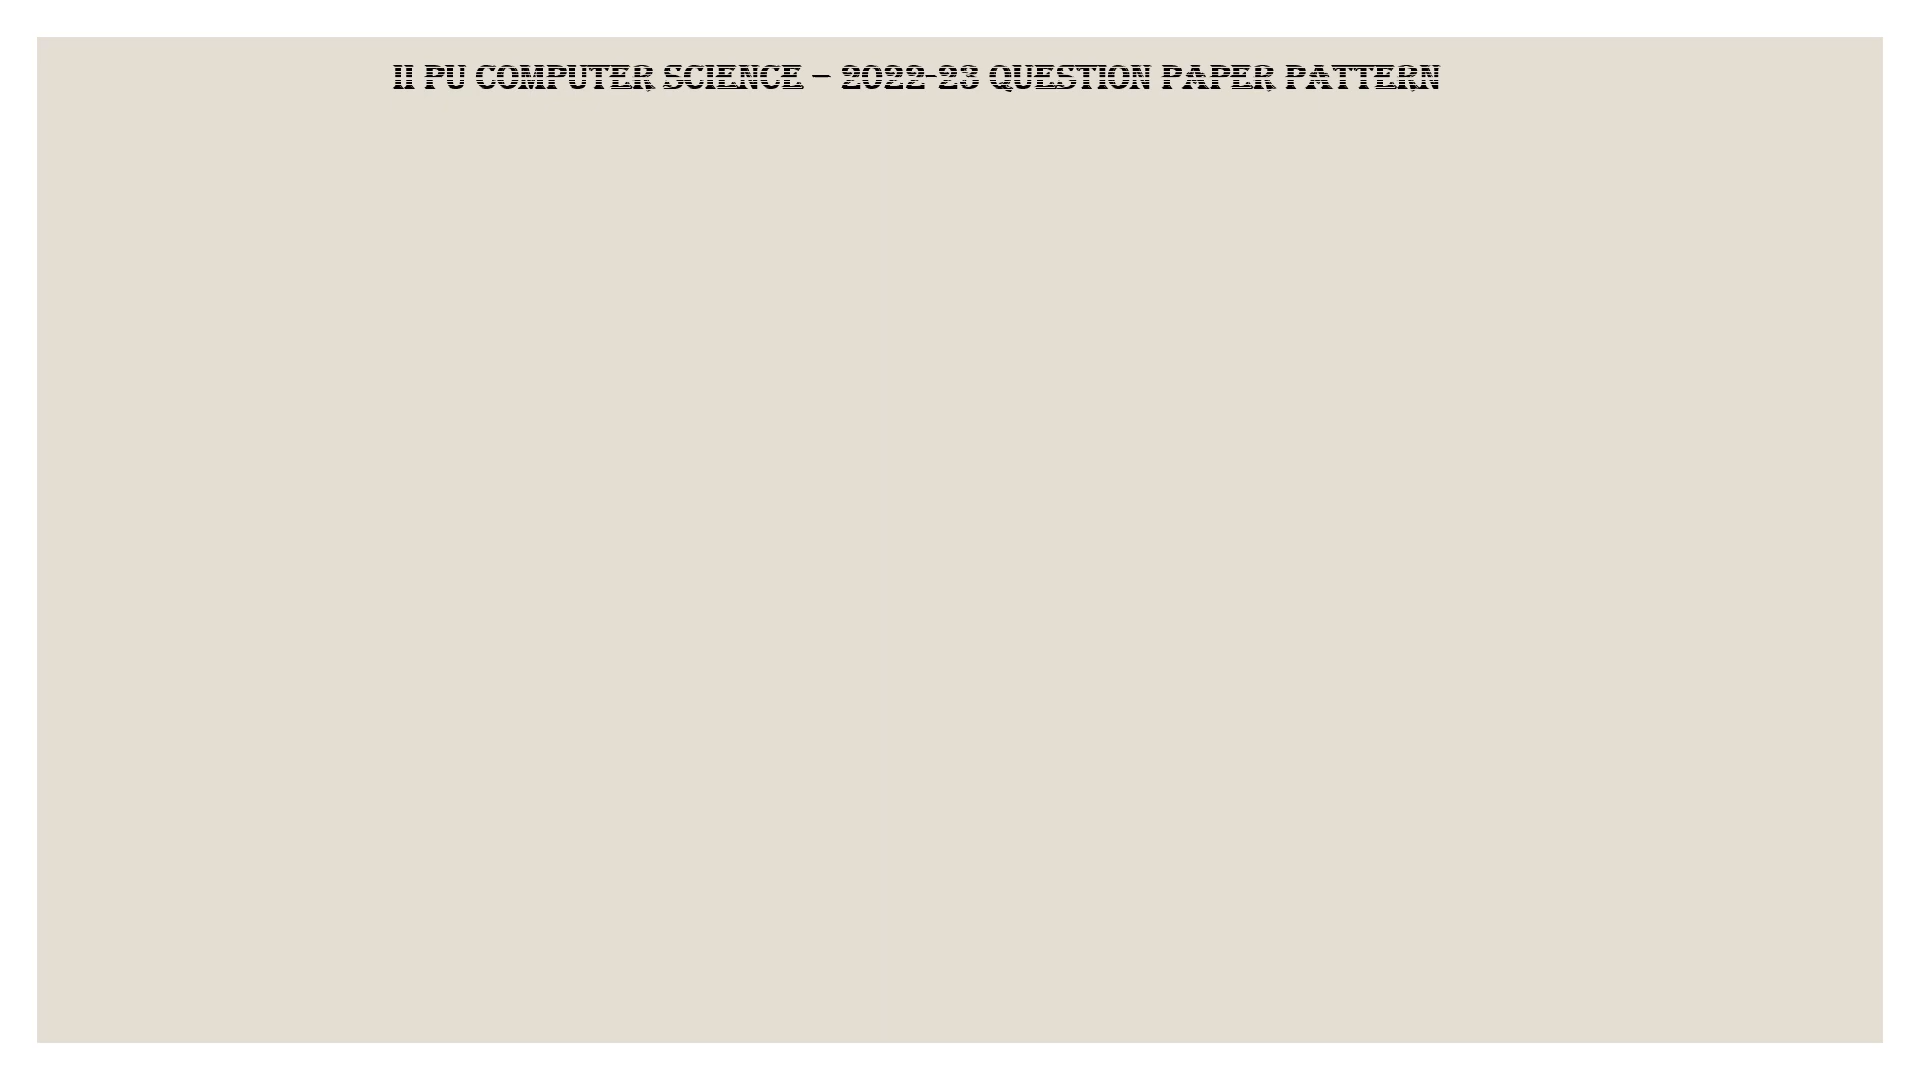 II PU COMPUTER SCIENCE – 2022-23 QUESTION PAPER PATTERN